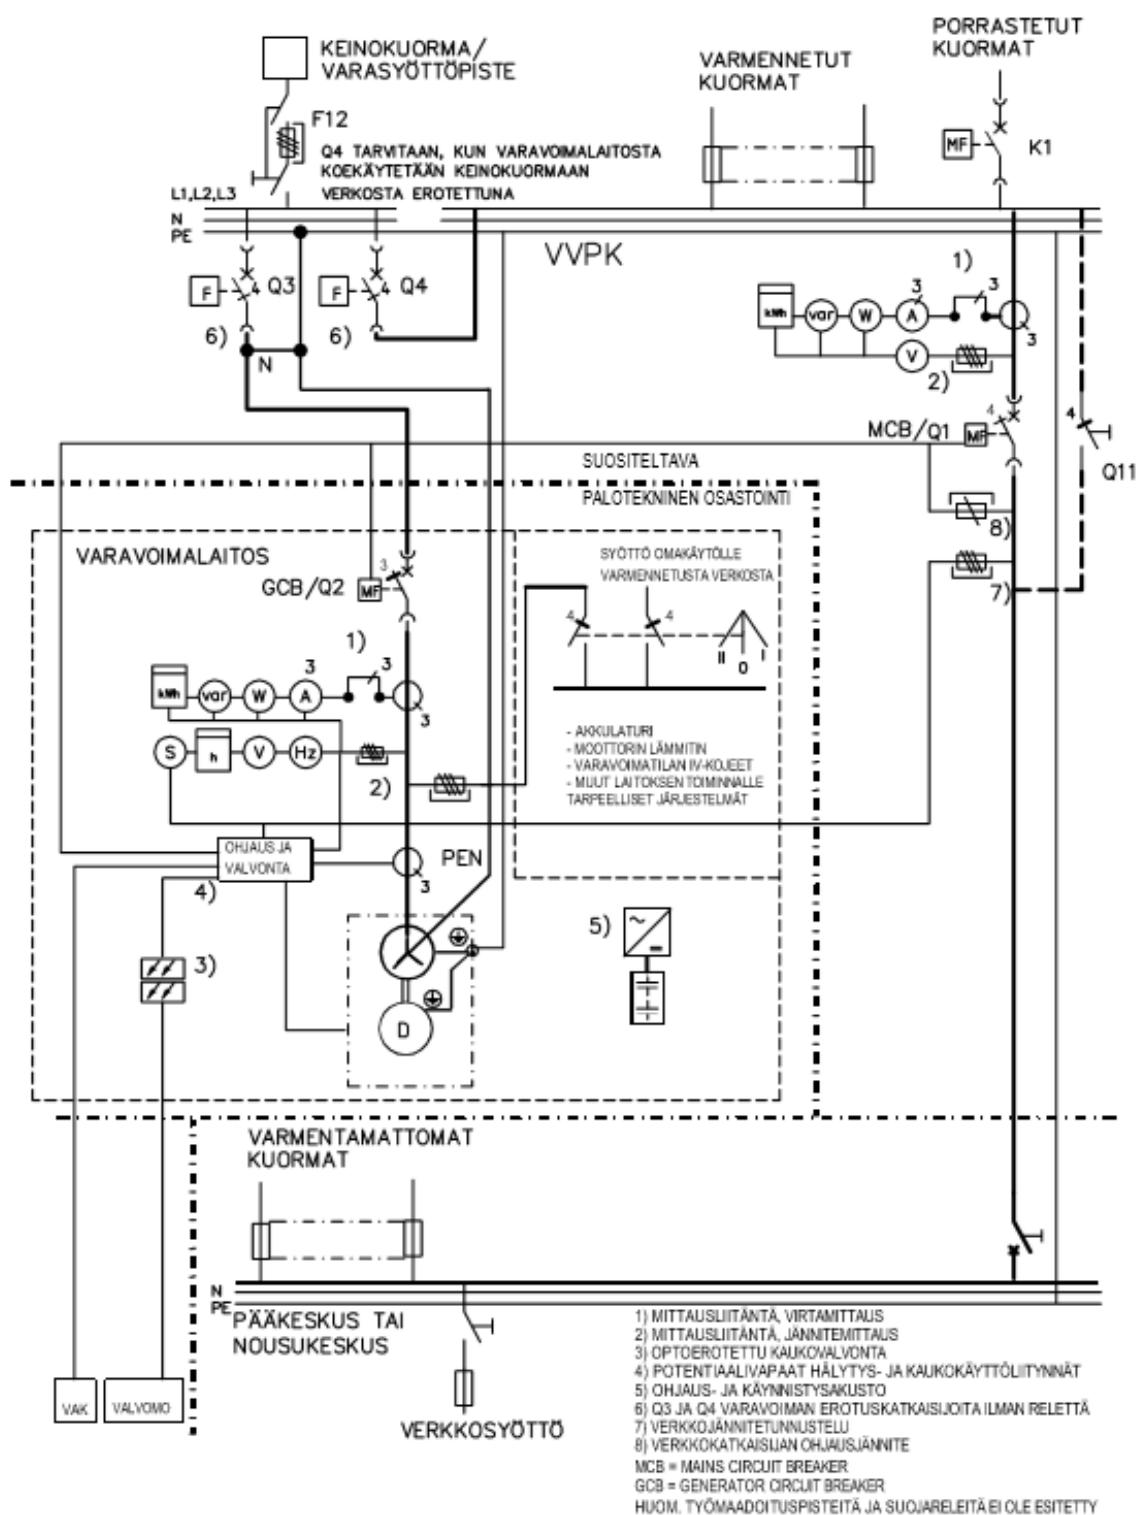 KEINOKUORMA/
VARASYÖTTÖPISTE
PORRASTETUT
KUORMAT
VARMENNETUT
KUORMAT
F12
MF
K1
Q4 TARVITAAN, KUN VARAVOIMALAITOSTA
KOEKÄYTETÄÄN KEINOKUORMAAN
VERKOSTA EROTETTUNA
L1,L2,L3
N
PE
VVPK
1)
F
4
Q3
F
4
Q4
3
3
kWh
var
W
A
3
6)
6)
N
V
2)
4
4
MCB/Q1
MF
SUOSITELTAVA
Q11
PALOTEKNINEN OSASTOINTI
8)
VARAVOIMALAITOS
SYÖTTÖ OMAKÄYTÖLLE
VARMENNETUSTA VERKOSTA
3
GCB/Q2
MF
7)
4
4
1)
II
0
I
3
3
kWh
var
W
A
3
S
h
V
Hz
- AKKULATURI
- MOOTTORIN LÄMMITIN
- VARAVOIMATILAN IV-KOJEET
- MUUT LAITOKSEN TOIMINNALLE
TARPEELLISET JÄRJESTELMÄT
2)
OHJAUS JA
VALVONTA
PEN
3
4)
5)
3)
D
VARMENTAMATTOMAT
KUORMAT
N
PE
PÄÄKESKUS TAI
NOUSUKESKUS
VAK
VALVOMO
VERKKOSYÖTTÖ
1) MITTAUSLIITÄNTÄ, VIRTAMITTAUS
2) MITTAUSLIITÄNTÄ, JÄNNITEMITTAUS
3) OPTOEROTETTU KAUKOVALVONTA
4) POTENTIAALIVAPAAT HÄLYTYS- JA KAUKOKÄYTTÖLIITYNNÄT
5) OHJAUS- JA KÄYNNISTYSAKUSTO
6) Q3 JA Q4 VARAVOIMAN EROTUSKATKAISIJOITA ILMAN RELETTÄ
7) VERKKOJÄNNITETUNNUSTELU
8) VERKKOKATKAISIJAN OHJAUSJÄNNITE
MCB = MAINS CIRCUIT BREAKER
GCB = GENERATOR CIRCUIT BREAKER
HUOM. TYÖMAADOITUSPISTEITÄ JA SUOJARELEITÄ EI OLE ESITETTY